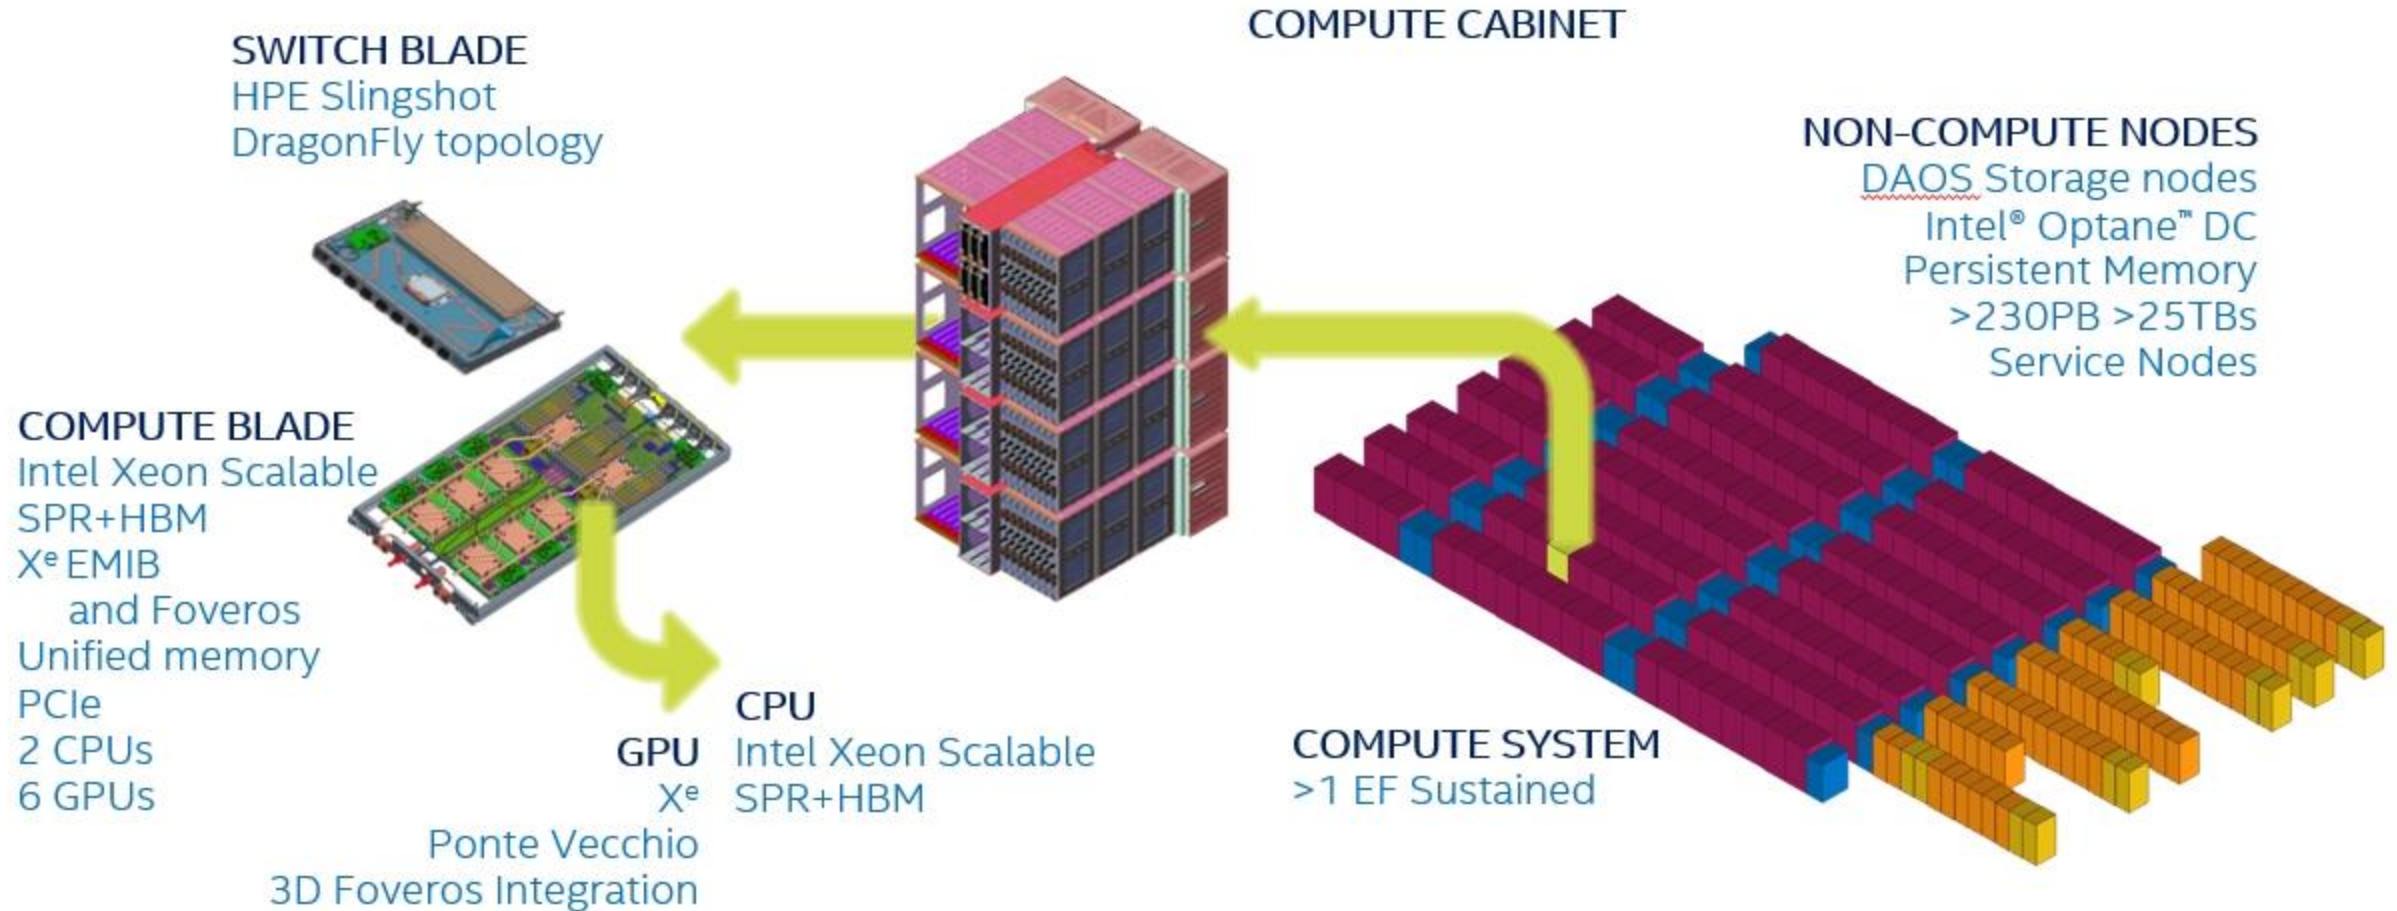 COMPUTE CABINET
SWITCH BLADE
HPE Slingshot
DragonFly topology
NON-COMPUTE NODES
DAOS Storage nodes
Intel® Optane™ DC
Persistent Memory
>230PB >25TBs
Service Nodes
COMPUTE BLADE
Intel Xeon Scalable
SPR+HBM
Xᵉ EMIB
and Foveros
Unified memory
PCIe
2 CPUs
6 GPUs
GPU
Xᵉ
Ponte Vecchio
3D Foveros Integration
CPU
Intel Xeon Scalable
SPR+HBM
COMPUTE SYSTEM
>1 EF Sustained